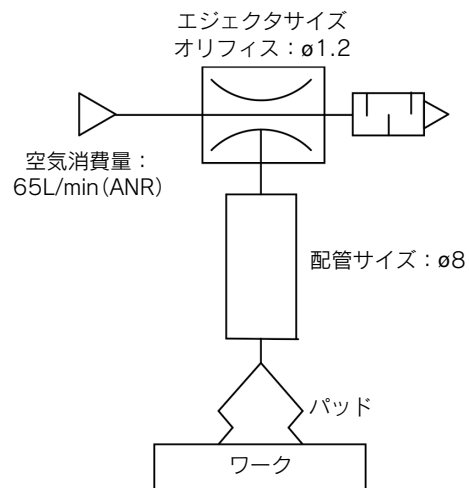 エジェクタサイズ
オリフィス：ø1.2
空気消費量：
65L/min(ANR)
配管サイズ：ø8
パッド
ワーク